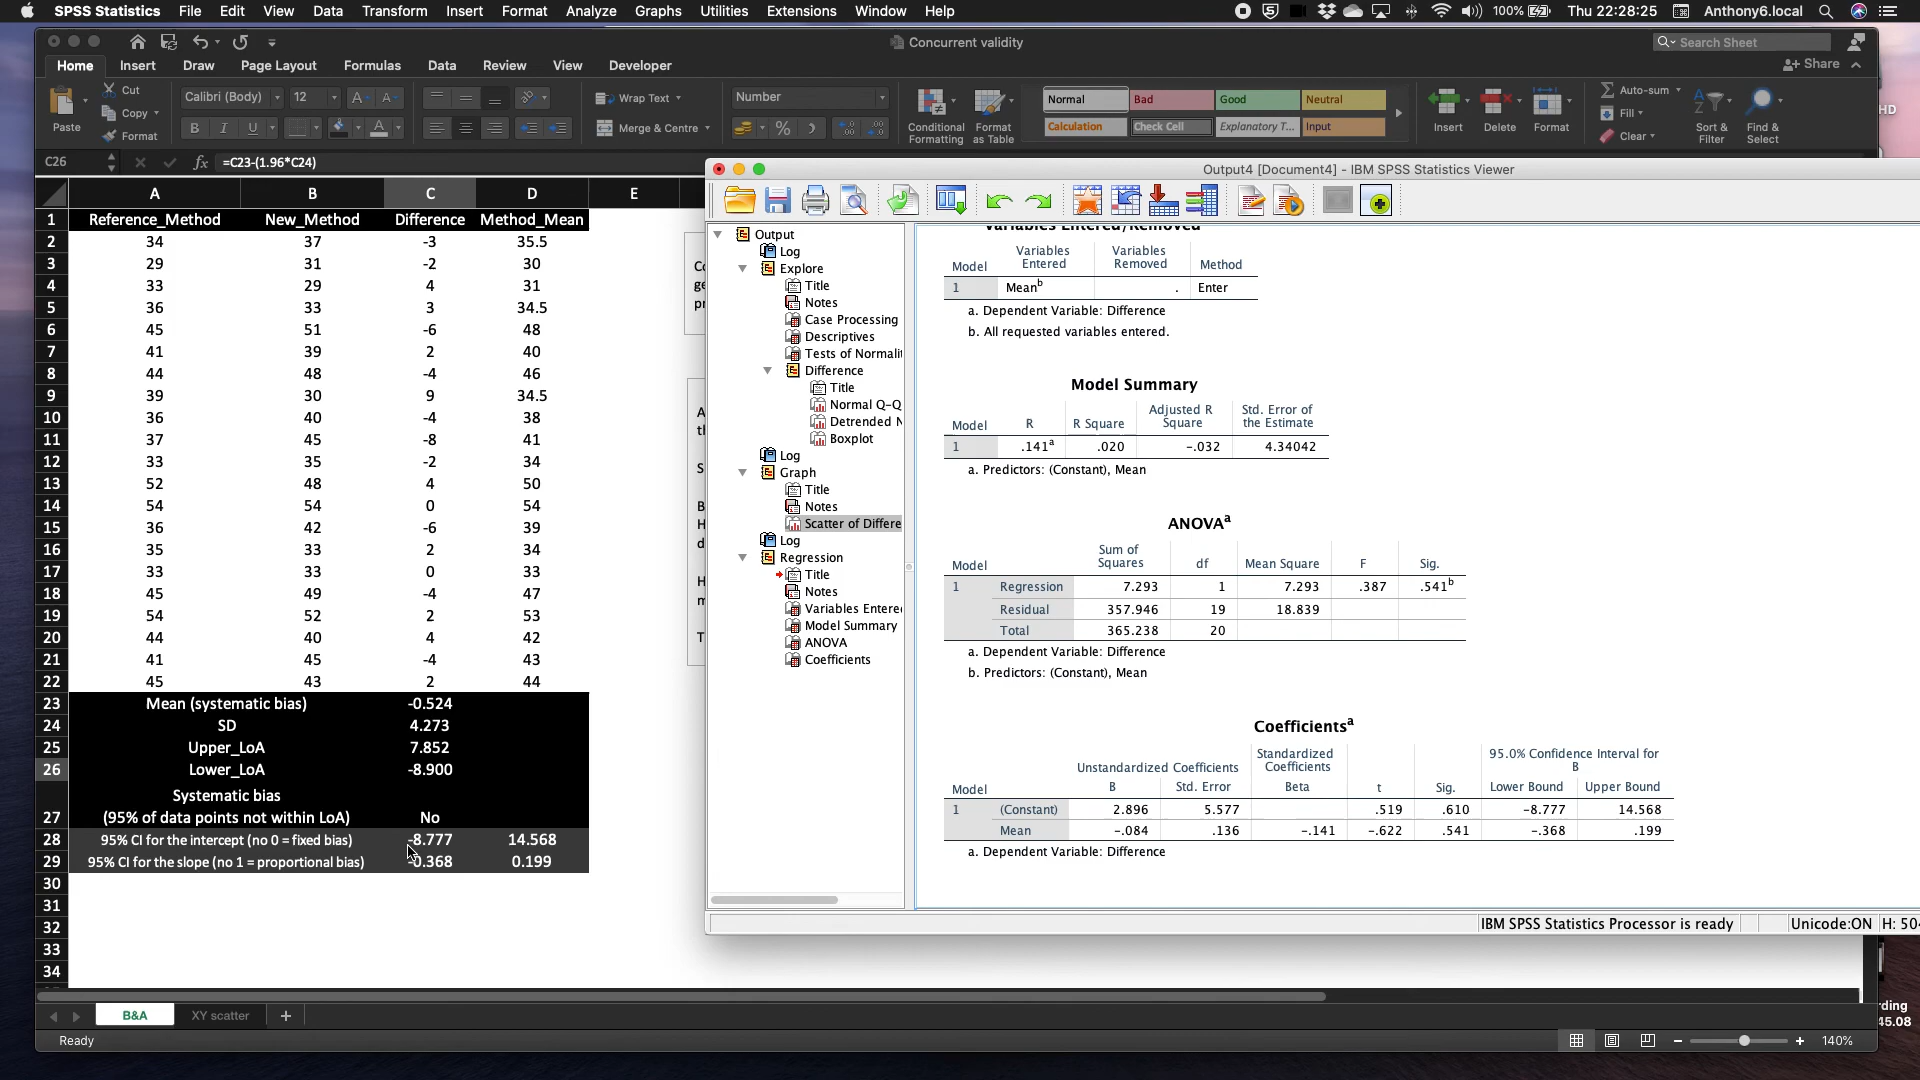 SPSS Statistics File Edit View Data Transform Insert Format Analyze Graphs Utilities Extensions Window Help 100% Thu 22:28:25 Anthony6.local
Concurrent validity Search Sheet
Home Insert Draw Page Layout Formulas Data Review View Developer Share
Paste Cut Copy Format
Calibri (Body) 12 A A
B I U A
Wrap Text
Merge & Centre
Number
%
Conditional Formatting Format as Table
Normal Bad Good Neutral
Calculation Check Cell Explanatory T... Input
Insert Delete Format
Auto-sum Fill Clear
Sort & Filter Find & Select
HD
C26 fx =C23-(1.96*C24)
A B C D E
1 Reference_Method New_Method Difference Method_Mean
2 34 37 -3 35.5
3 29 31 -2 30
4 33 29 4 31
5 36 33 3 34.5
6 45 51 -6 48
7 41 39 2 40
8 44 48 -4 46
9 39 30 9 34.5
10 36 40 -4 38
11 37 45 -8 41
12 33 35 -2 34
13 52 48 4 50
14 54 54 0 54
15 36 42 -6 39
16 35 33 2 34
17 33 33 0 33
18 45 49 -4 47
19 54 52 2 53
20 44 40 4 42
21 41 45 -4 43
22 45 43 2 44
23 Mean (systematic bias) -0.524
24 SD 4.273
25 Upper_LoA 7.852
26 Lower_LoA -8.900
Systematic bias
27 (95% of data points not within LoA) No
28 95% CI for the intercept (no 0 = fixed bias) -8.777 14.568
29 95% CI for the slope (no 1 = proportional bias) -0.368 0.199
30
31
32
33
34
B&A XY scatter +
Ready 140%
Output4 [Document4] - IBM SPSS Statistics Viewer
Output
Log
Explore
Title
Notes
Case Processing
Descriptives
Tests of Normali
Difference
Title
Normal Q-Q
Detrended N
Boxplot
Log
Graph
Title
Notes
Scatter of Differe
Log
Regression
Title
Notes
Variables Entere
Model Summary
ANOVA
Coefficients
Variables Entered/Removed
Model Variables Entered Variables Removed Method
1 Meanb . Enter
a. Dependent Variable: Difference
b. All requested variables entered.
Model Summary
Model R R Square Adjusted R Square Std. Error of the Estimate
1 .141a .020 -.032 4.34042
a. Predictors: (Constant), Mean
ANOVAa
Model Sum of Squares df Mean Square F Sig.
1 Regression 7.293 1 7.293 .387 .541b
Residual 357.946 19 18.839
Total 365.238 20
a. Dependent Variable: Difference
b. Predictors: (Constant), Mean
Coefficientsa
Unstandardized Coefficients Standardized Coefficients 95.0% Confidence Interval for B
Model B Std. Error Beta t Sig. Lower Bound Upper Bound
1 (Constant) 2.896 5.577 .519 .610 -8.777 14.568
Mean -.084 .136 -.141 -.622 .541 -.368 .199
a. Dependent Variable: Difference
IBM SPSS Statistics Processor is ready Unicode:ON H: 50
rding
45.08